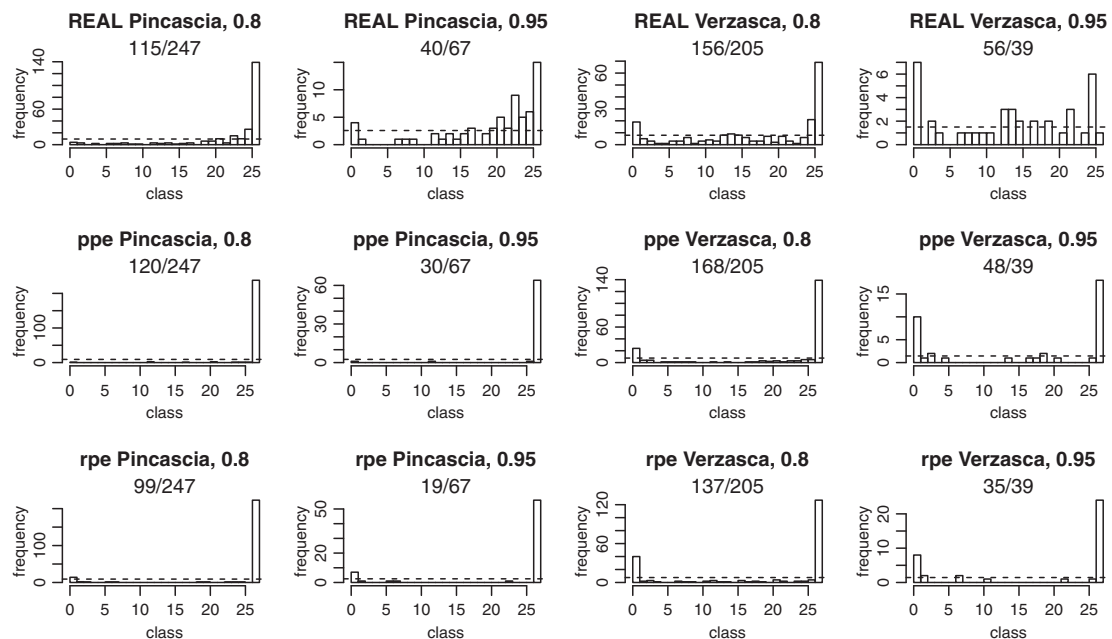 REAL Pincascia, 0.8
115/247
frequency
0 60 140
0 5 10 15 20 25
class
REAL Pincascia, 0.95
40/67
frequency
0 5 15
0 5 10 15 20 25
class
REAL Verzasca, 0.8
156/205
frequency
0 30 60
0 5 10 15 20 25
class
REAL Verzasca, 0.95
56/39
frequency
0 2 4 6
0 5 10 15 20 25
class
ppe Pincascia, 0.8
120/247
frequency
0 100
0 5 10 15 20 25
class
ppe Pincascia, 0.95
30/67
frequency
0 30 60
0 5 10 15 20 25
class
ppe Verzasca, 0.8
168/205
frequency
0 60 140
0 5 10 15 20 25
class
ppe Verzasca, 0.95
48/39
frequency
0 5 15
0 5 10 15 20 25
class
rpe Pincascia, 0.8
99/247
frequency
0 100
0 5 10 15 20 25
class
rpe Pincascia, 0.95
19/67
frequency
0 20 50
0 5 10 15 20 25
class
rpe Verzasca, 0.8
137/205
frequency
0 60 120
0 5 10 15 20 25
class
rpe Verzasca, 0.95
35/39
frequency
0 10 20
0 5 10 15 20 25
class